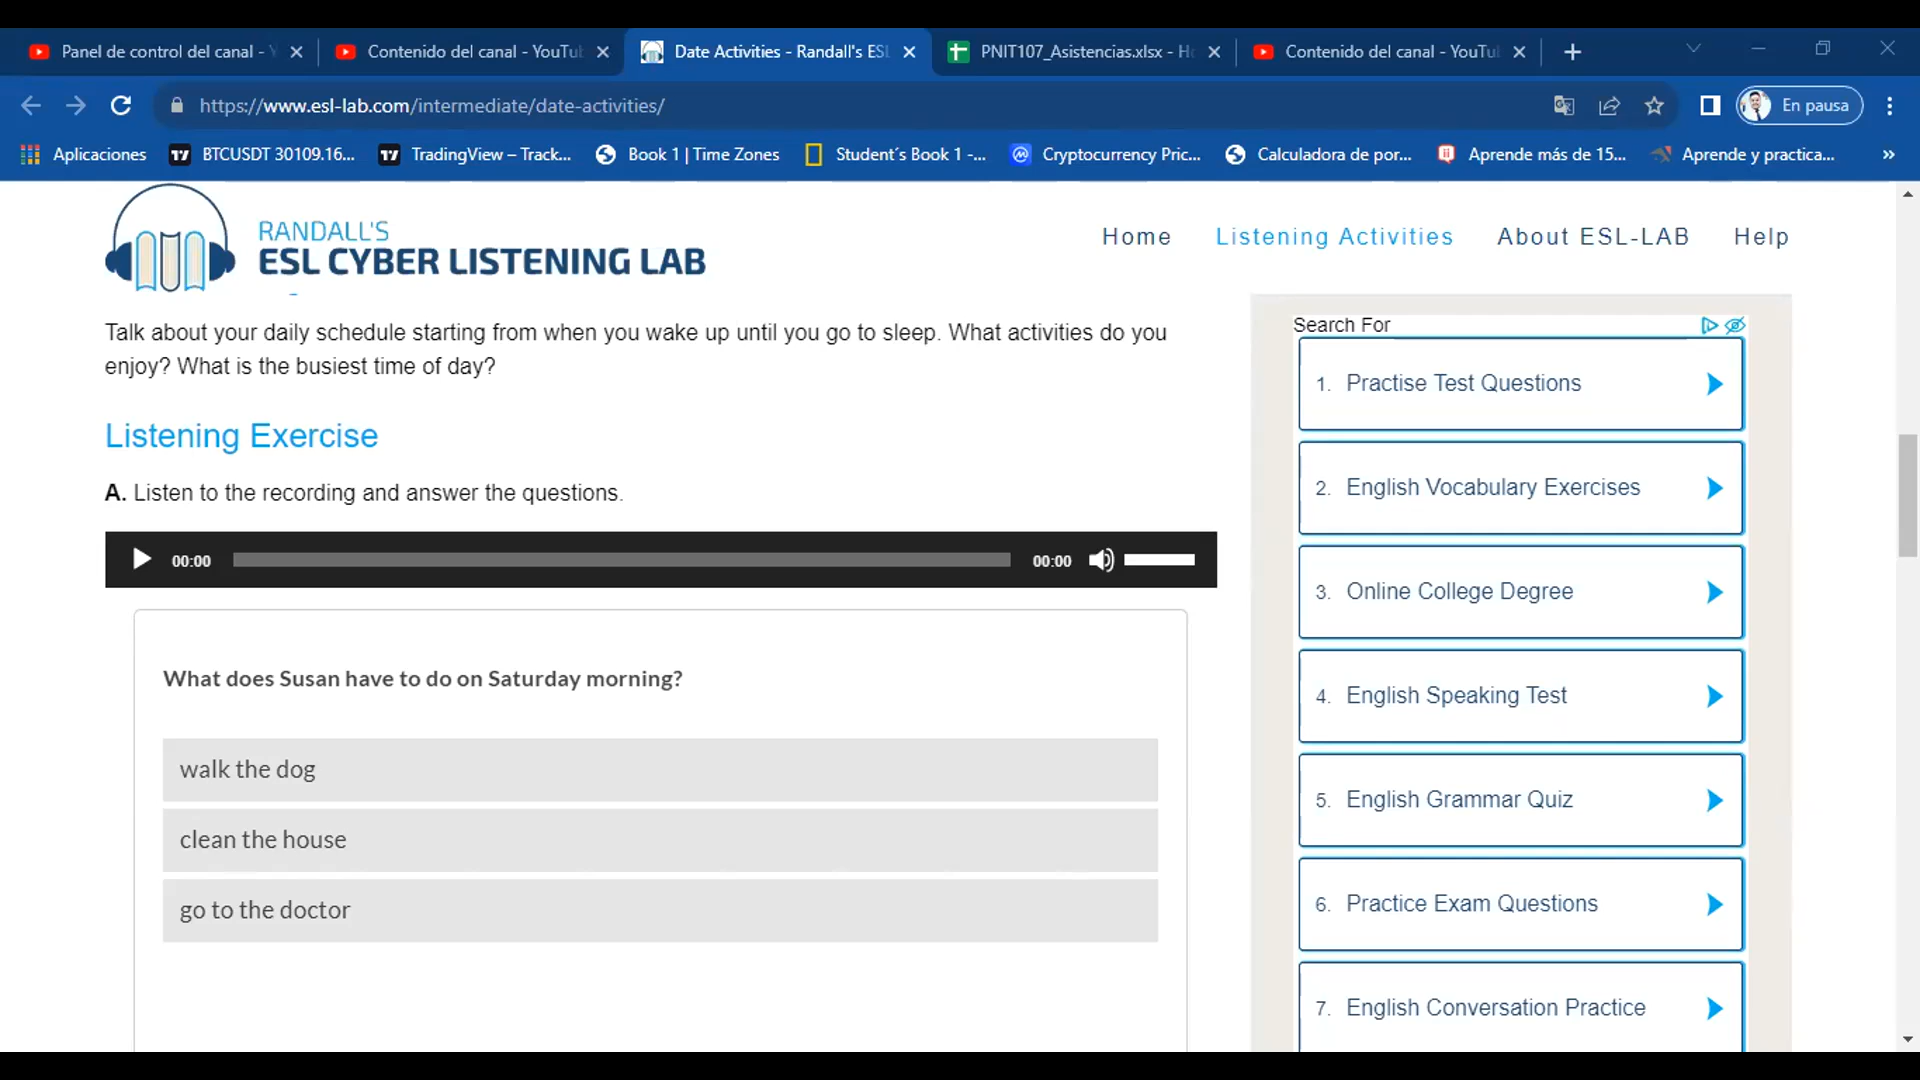 Panel de control del canal - Y
Contenido del canal - YouTu
Date Activities - Randall's ESL
PNIT107_Asistencias.xlsx - Ho
Contenido del canal - YouTu
https://www.esl-lab.com/intermediate/date-activities/
En pausa
Aplicaciones
BTCUSDT 30109.16...
TradingView – Track...
Book 1 | Time Zones
Student´s Book 1 -...
Cryptocurrency Pric...
Calculadora de por...
Aprende más de 15...
Aprende y practica...
»
RANDALL'S
ESL CYBER LISTENING LAB
Home
Listening Activities
About ESL-LAB
Help
Talk about your daily schedule starting from when you wake up until you go to sleep. What activities do you
enjoy? What is the busiest time of day?
Listening Exercise
A. Listen to the recording and answer the questions.
00:00
00:00
What does Susan have to do on Saturday morning?
walk the dog
clean the house
go to the doctor
Search For
1. Practise Test Questions
2. English Vocabulary Exercises
3. Online College Degree
4. English Speaking Test
5. English Grammar Quiz
6. Practice Exam Questions
7. English Conversation Practice